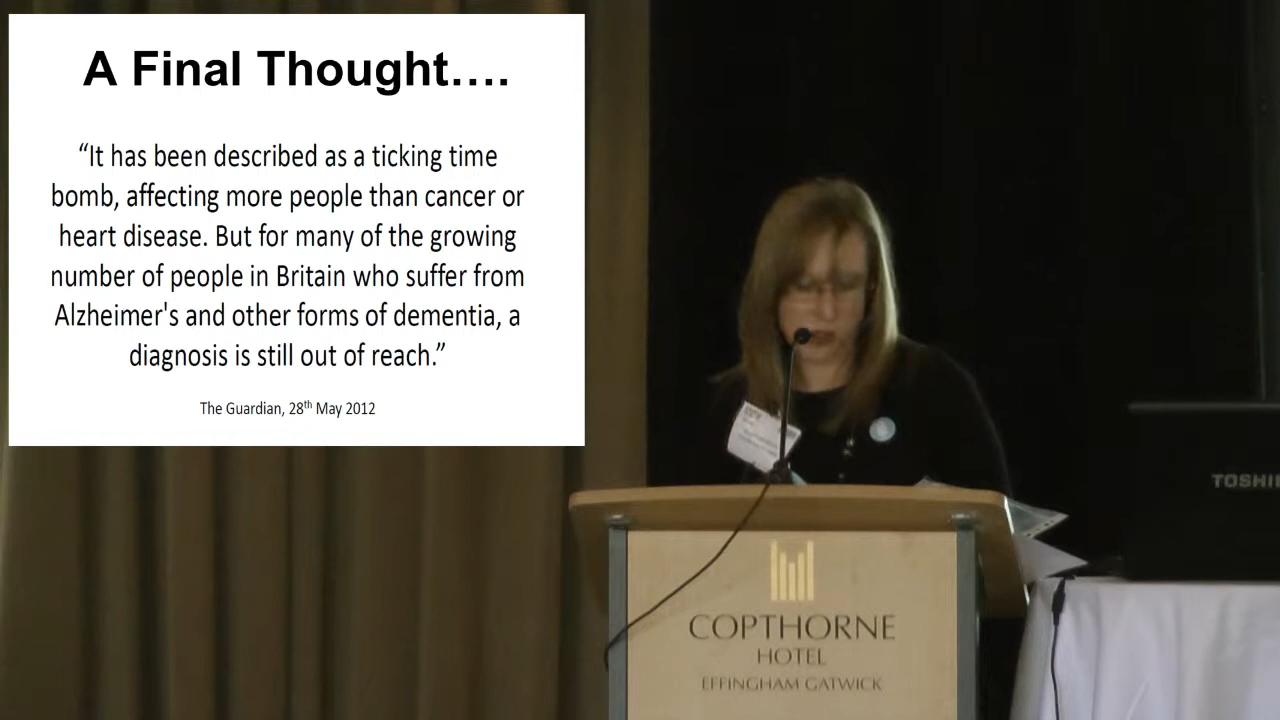 A Final Thought….
“It has been described as a ticking time
bomb, affecting more people than cancer or
heart disease. But for many of the growing
number of people in Britain who suffer from
Alzheimer's and other forms of dementia, a
diagnosis is still out of reach.”
The Guardian, 28th May 2012
TOSHI
COPTHORNE
HOTEL
EFFINGHAM GATWICK